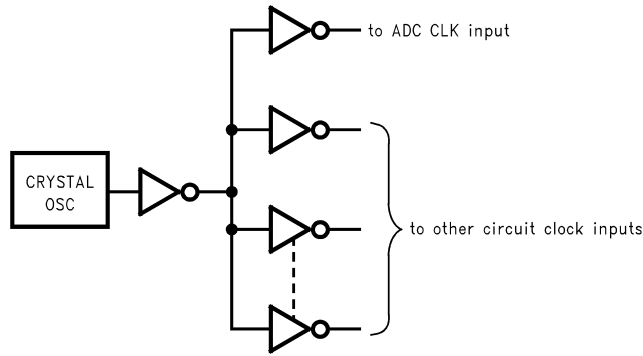 to ADC CLK input
CRYSTAL
OSC
to other circuit clock inputs